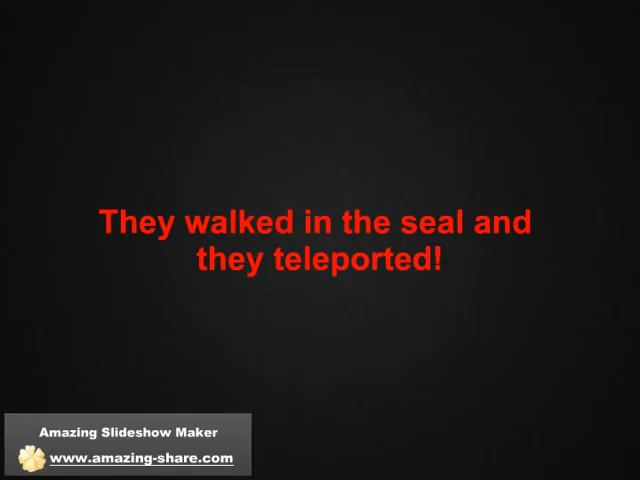 They walked in the seal and
they teleported!
Amazing Slideshow Maker
www.amazing-share.com